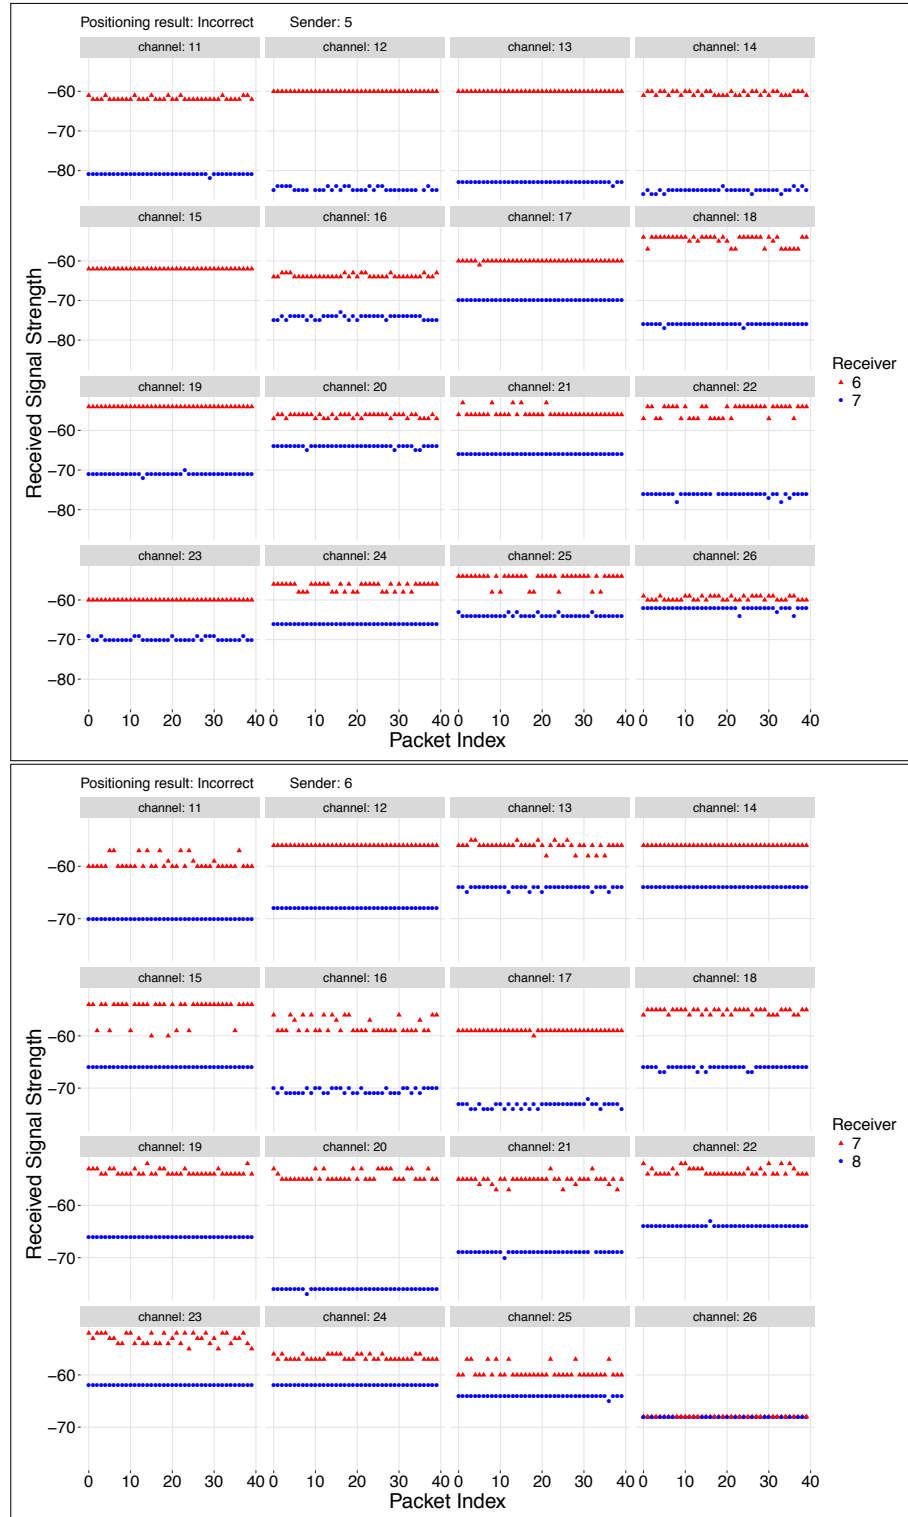 Positioning result: Incorrect Sender: 5
channel: 11 channel: 12 channel: 13 channel: 14
−60
−70
−80
channel: 15 channel: 16 channel: 17 channel: 18
−60
−70
−80
channel: 19 channel: 20 channel: 21 channel: 22
−60
−70
−80
channel: 23 channel: 24 channel: 25 channel: 26
−60
−70
−80
0 10 20 30 40 0 10 20 30 40 0 10 20 30 40 0 10 20 30 40
Packet Index
Received Signal Strength
Receiver
6
7
Positioning result: Incorrect Sender: 6
channel: 11 channel: 12 channel: 13 channel: 14
−60
−70
channel: 15 channel: 16 channel: 17 channel: 18
−60
−70
channel: 19 channel: 20 channel: 21 channel: 22
−60
−70
channel: 23 channel: 24 channel: 25 channel: 26
−60
−70
0 10 20 30 40 0 10 20 30 40 0 10 20 30 40 0 10 20 30 40
Packet Index
Received Signal Strength
Receiver
7
8